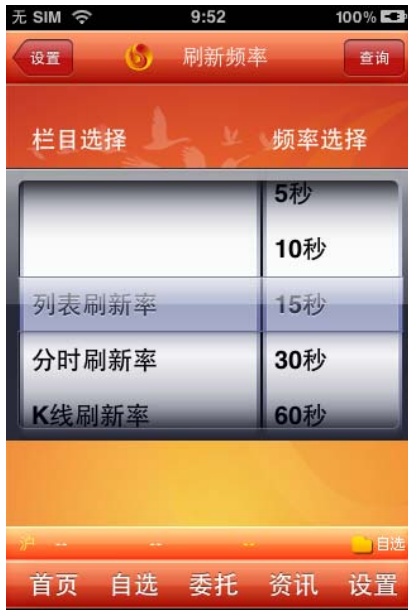 无 SIM 9:52 100%
设置 刷新频率 查询
栏目选择 频率选择
5秒
10秒
列表刷新率 15秒
分时刷新率 30秒
K线刷新率 60秒
沪 -- -- -- 自选
首页 自选 委托 资讯 设置